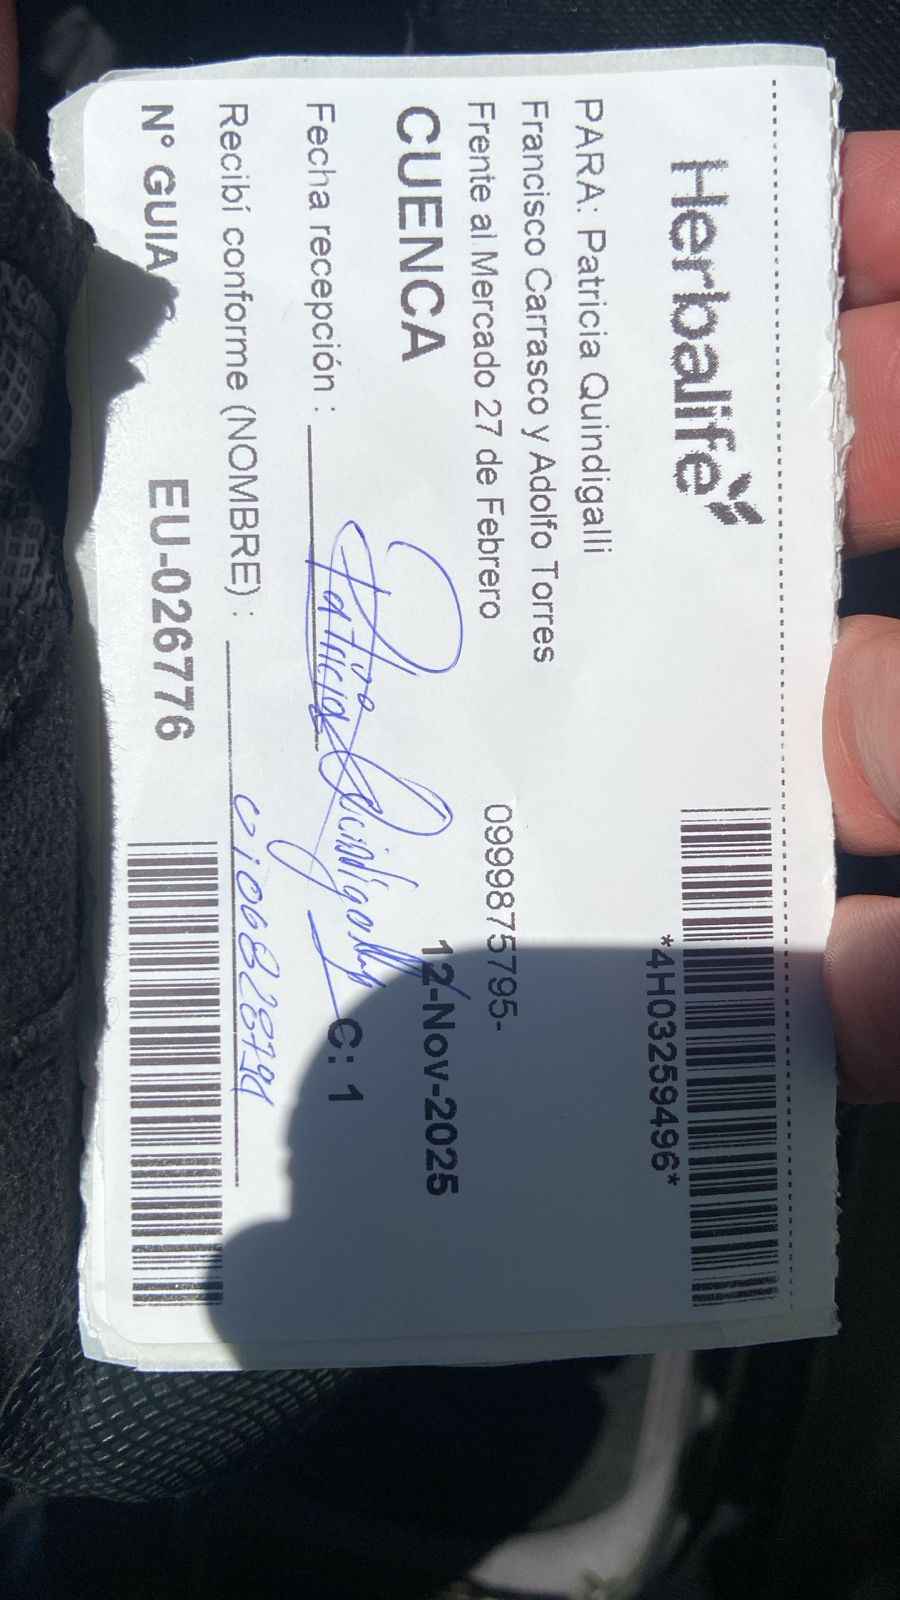 Herbalife
*4H03259496*
PARA: Patricia Quindigalli
Francisco Carrasco y Adolfo Torres
Frente al Mercado 27 de Febrero
0999875795-
CUENCA
12-Nov-2025
Fecha recepción :
Patricia
C: 1
Recibí conforme (NOMBRE) :
N° GUIA
EU-026776